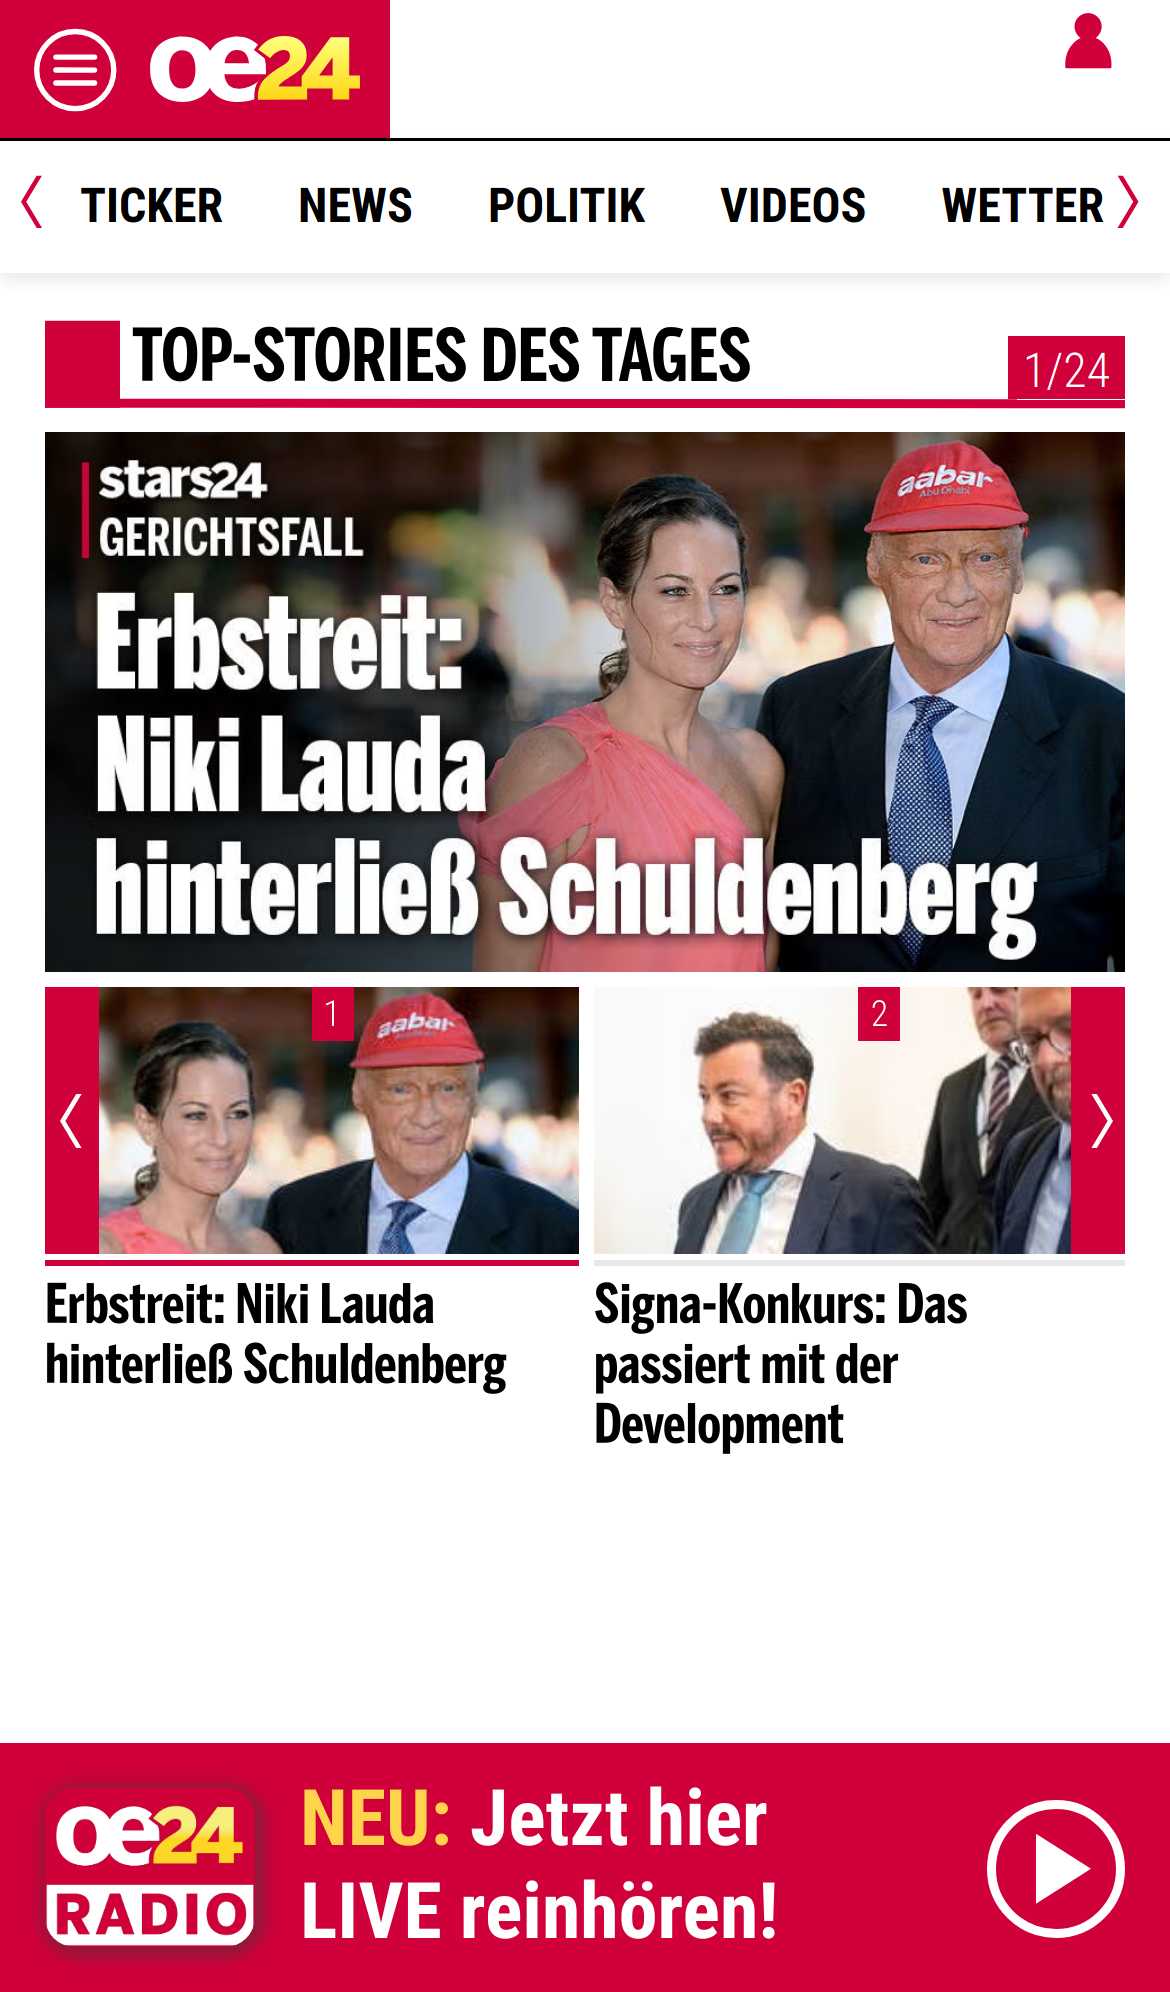 oe24
TICKER NEWS POLITIK VIDEOS WETTER
TOP-STORIES DES TAGES
1/24
stars24
GERICHTSFALL
aabar
Abu Dhabi
Erbstreit:
Niki Lauda
hinterließ Schuldenberg
1
aabar
2
Erbstreit: Niki Lauda
hinterließ Schuldenberg
Signa-Konkurs: Das
passiert mit der
Development
oe24
RADIO
NEU: Jetzt hier
LIVE reinhören!